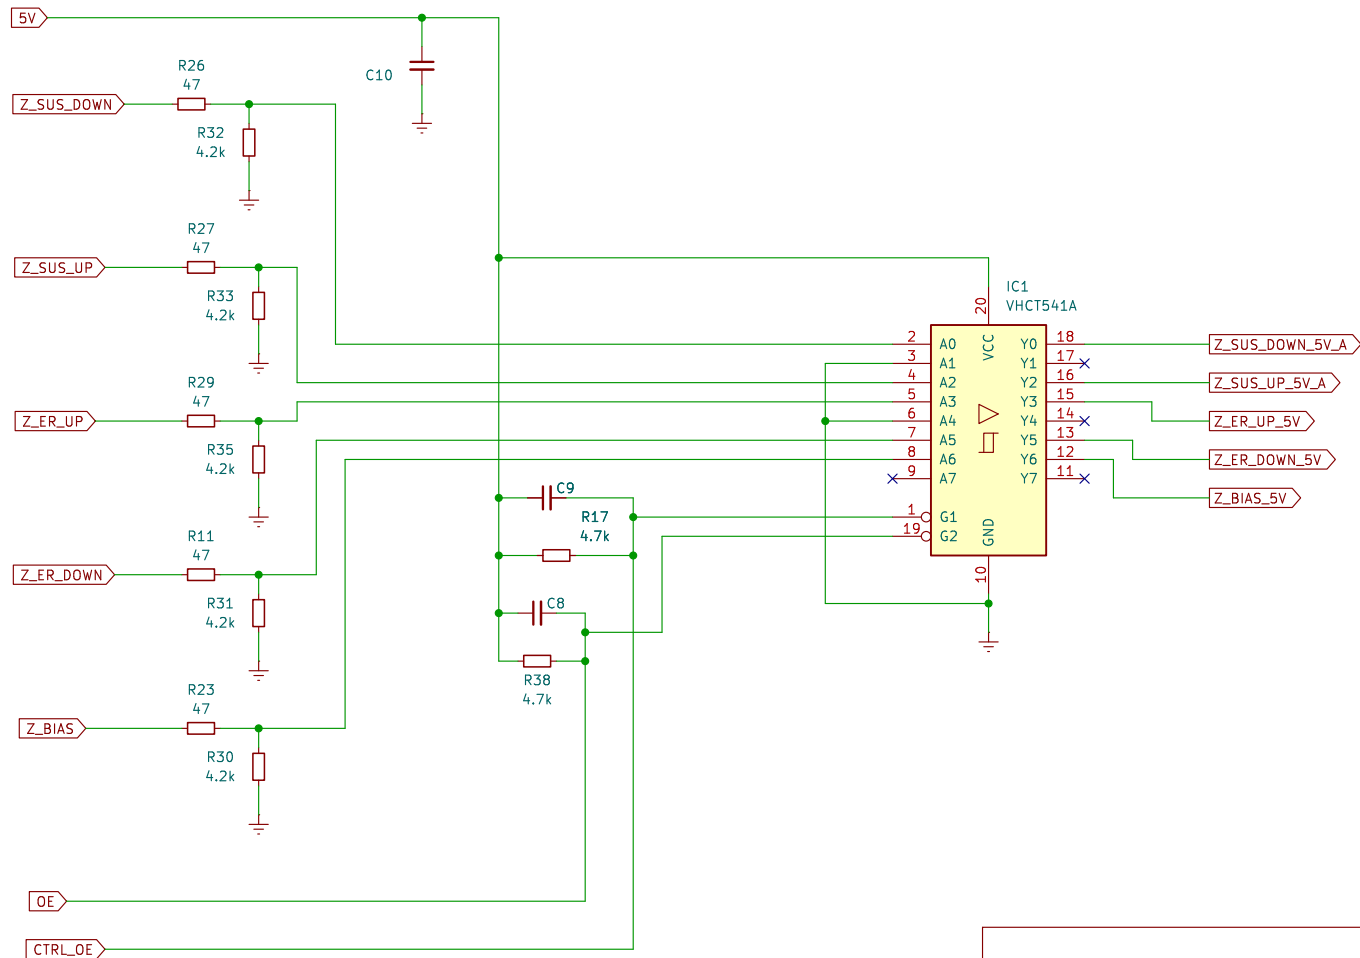 5V
C10
R26
47
Z_SUS_DOWN
R32
4.2k
R27
47
Z_SUS_UP
R33
4.2k
R29
47
Z_ER_UP
R35
4.2k
R11
47
Z_ER_DOWN
R31
4.2k
R23
47
Z_BIAS
R30
4.2k
OE
CTRL_OE
C9
R17
4.7k
C8
R38
4.7k
IC1
VHCT541A
20
VCC
2 A0 Y0 18
3 A1 Y1 17
4 A2 Y2 16
5 A3 Y3 15
6 A4 Y4 14
7 A5 Y5 13
8 A6 Y6 12
9 A7 Y7 11
1 G1
19 G2
GND
10
Z_SUS_DOWN_5V_A
Z_SUS_UP_5V_A
Z_ER_UP_5V
Z_ER_DOWN_5V
Z_BIAS_5V